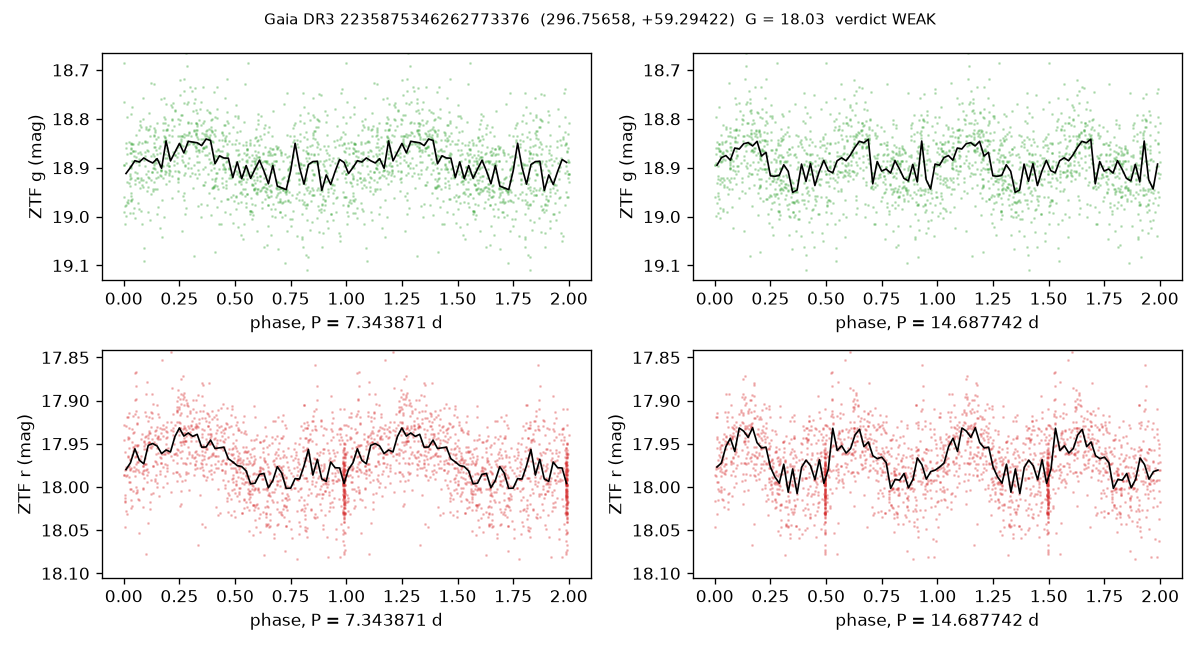 Gaia DR3 2235875346262773376 (296.75658, +59.29422) G = 18.03 verdict WEAK
ZTF g (mag)
18.7
18.8
18.9
19.0
19.1
0.00 0.25 0.50 0.75 1.00 1.25 1.50 1.75 2.00
phase, P = 7.343871 d
ZTF g (mag)
18.7
18.8
18.9
19.0
19.1
0.00 0.25 0.50 0.75 1.00 1.25 1.50 1.75 2.00
phase, P = 14.687742 d
ZTF r (mag)
17.85
17.90
17.95
18.00
18.05
18.10
0.00 0.25 0.50 0.75 1.00 1.25 1.50 1.75 2.00
phase, P = 7.343871 d
ZTF r (mag)
17.85
17.90
17.95
18.00
18.05
18.10
0.00 0.25 0.50 0.75 1.00 1.25 1.50 1.75 2.00
phase, P = 14.687742 d